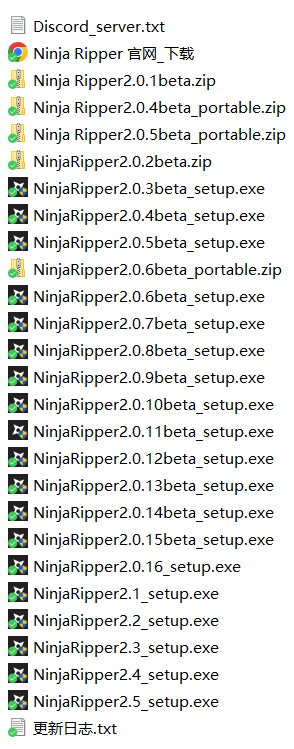 Discord_server.txt
Ninja Ripper 官网_下载
Ninja Ripper2.0.1beta.zip
Ninja Ripper2.0.4beta_portable.zip
Ninja Ripper2.0.5beta_portable.zip
NinjaRipper2.0.2beta.zip
NinjaRipper2.0.3beta_setup.exe
NinjaRipper2.0.4beta_setup.exe
NinjaRipper2.0.5beta_setup.exe
NinjaRipper2.0.6beta_portable.zip
NinjaRipper2.0.6beta_setup.exe
NinjaRipper2.0.7beta_setup.exe
NinjaRipper2.0.8beta_setup.exe
NinjaRipper2.0.9beta_setup.exe
NinjaRipper2.0.10beta_setup.exe
NinjaRipper2.0.11beta_setup.exe
NinjaRipper2.0.12beta_setup.exe
NinjaRipper2.0.13beta_setup.exe
NinjaRipper2.0.14beta_setup.exe
NinjaRipper2.0.15beta_setup.exe
NinjaRipper2.0.16_setup.exe
NinjaRipper2.1_setup.exe
NinjaRipper2.2_setup.exe
NinjaRipper2.3_setup.exe
NinjaRipper2.4_setup.exe
NinjaRipper2.5_setup.exe
更新日志.txt